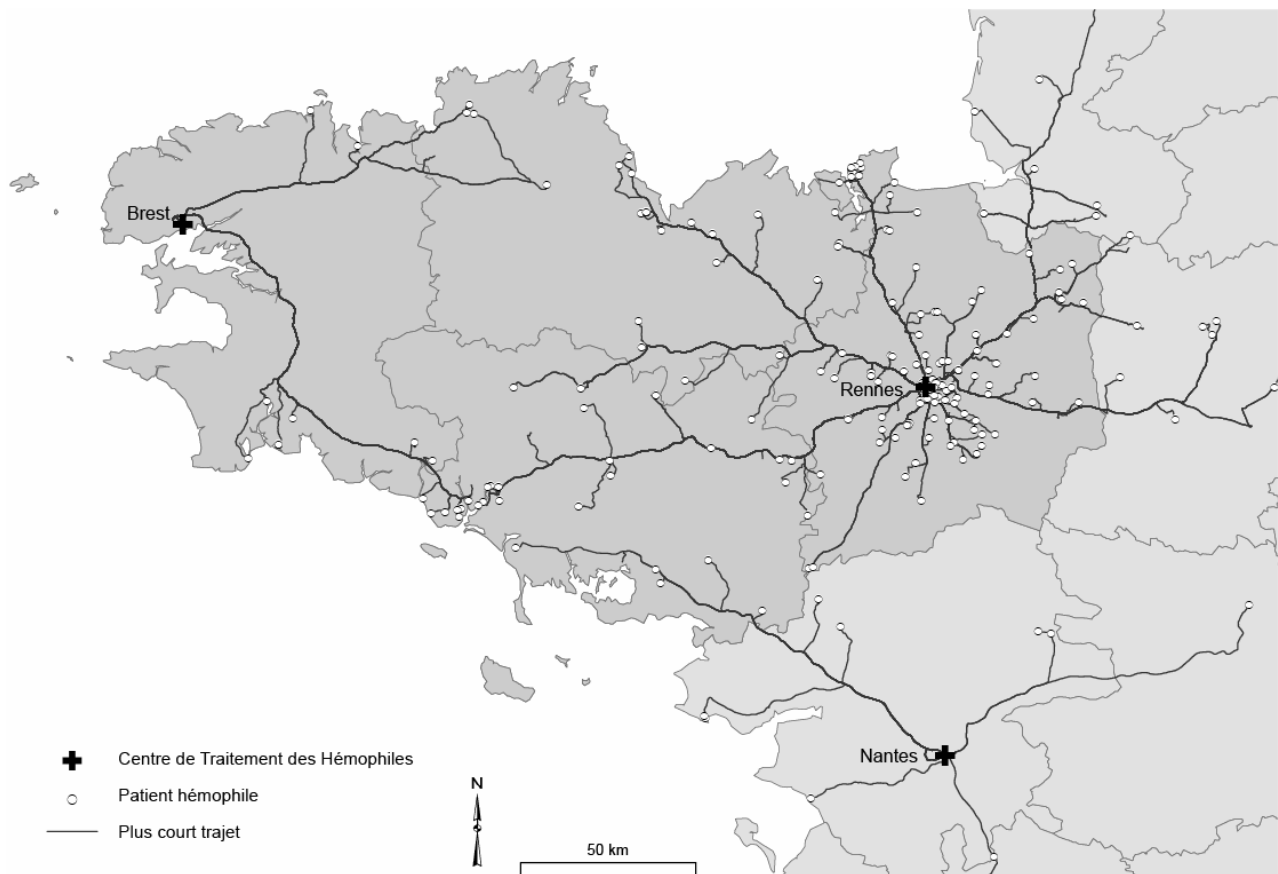 Brest
Rennes
Nantes
Centre de Traitement des Hémophiles
Patient hémophile
Plus court trajet
N
50 km